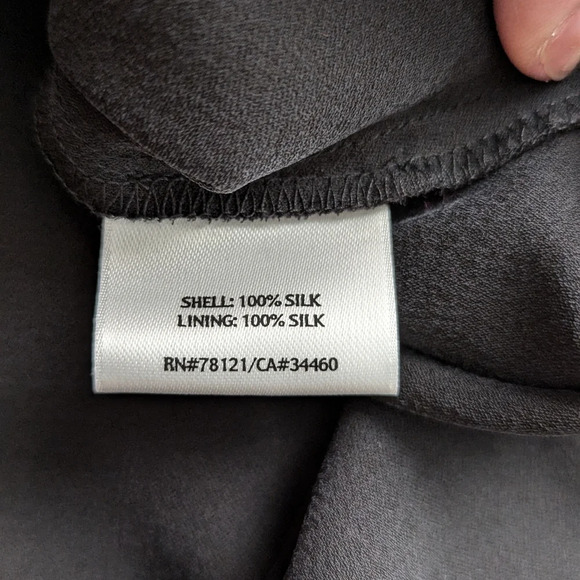 SHELL: 100% SILK
LINING: 100% SILK
RN#78121/CA#34460